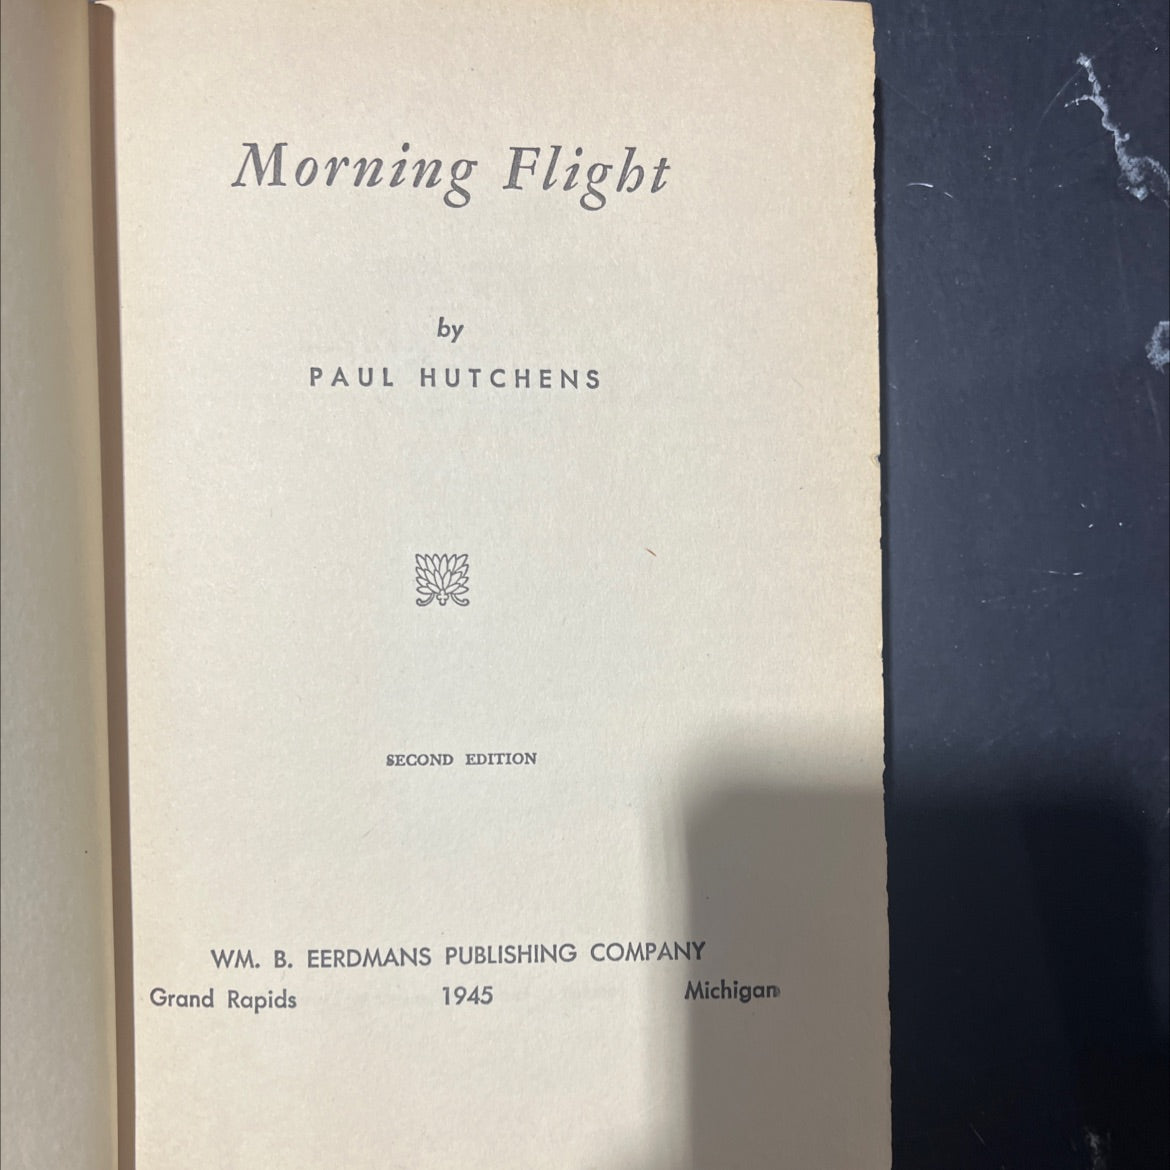 Morning Flight
by
PAUL HUTCHENS
SECOND EDITION
WM. B. EERDMANS PUBLISHING COMPANY
Grand Rapids 1945 Michigan